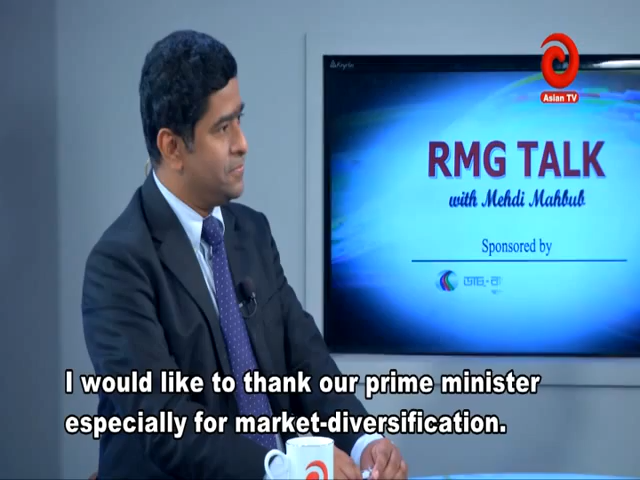 Asian TV
RMG TALK
with Mehdi Mahbub
Sponsored by
I would like to thank our prime minister
especially for market-diversification.